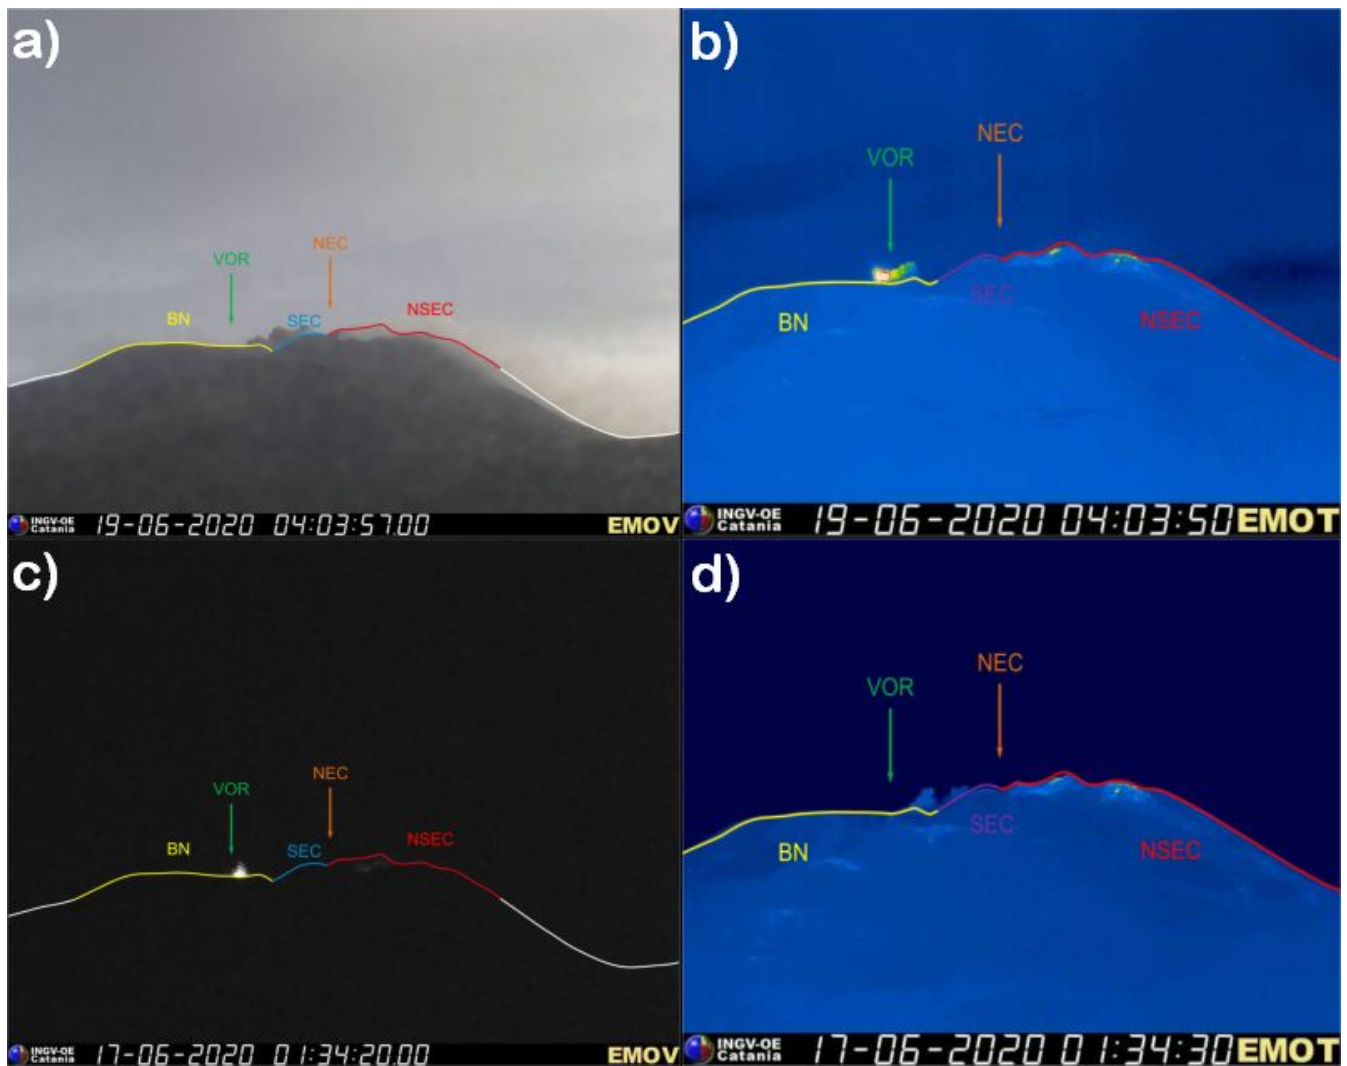 a)
VOR
NEC
BN
SEC
NSEC
INGV-OE
Catania
19-06-2020 04:03:57.00
EMOV
b)
NEC
VOR
BN
SEC
NSEC
INGV-OE
Catania
19-06-2020 04:03:50
EMOT
c)
NEC
VOR
BN
SEC
NSEC
INGV-OE
Catania
17-06-2020 01:34:20.00
EMOV
d)
NEC
VOR
BN
SEC
NSEC
INGV-OE
Catania
17-06-2020 01:34:30
EMOT